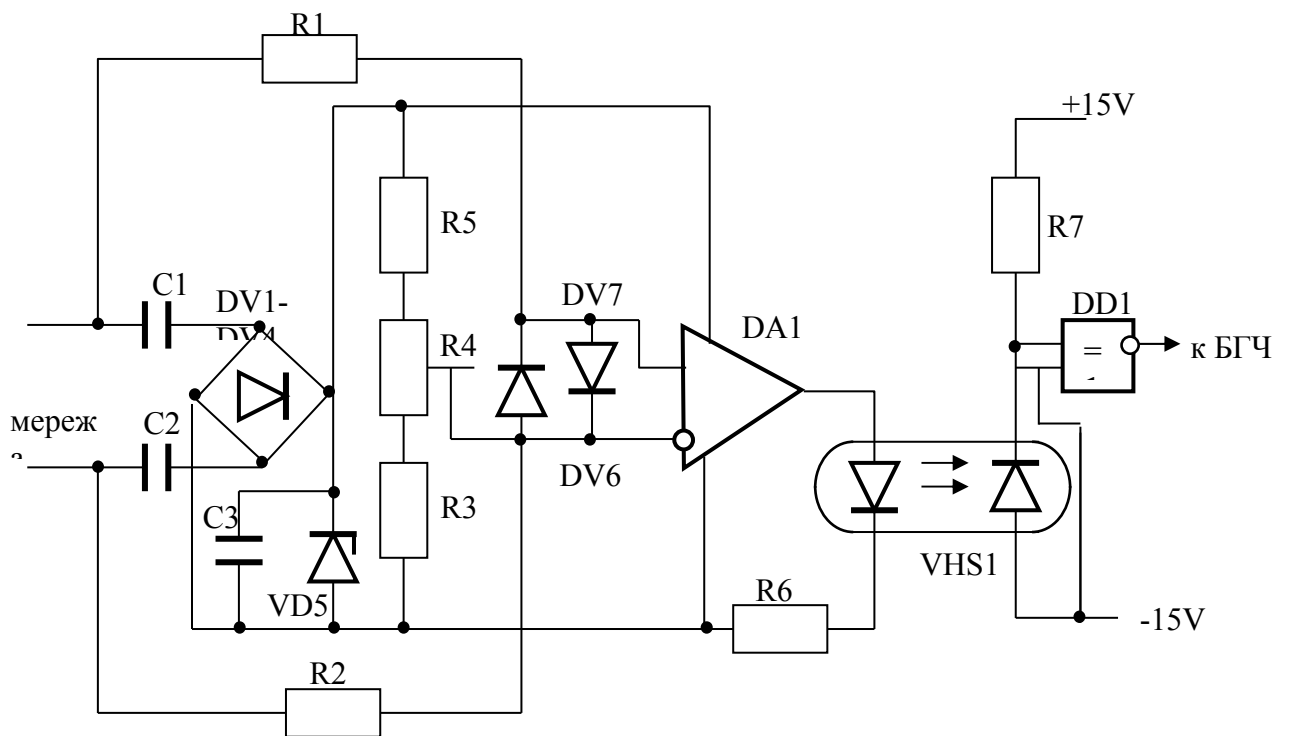 R1
+15V
R5
R7
C1
DV1-
DV7
DD1
R4
DA1
=
к БГЧ
мереж
C2
DV6
C3
R3
VHS1
VD5
R6
-15V
R2